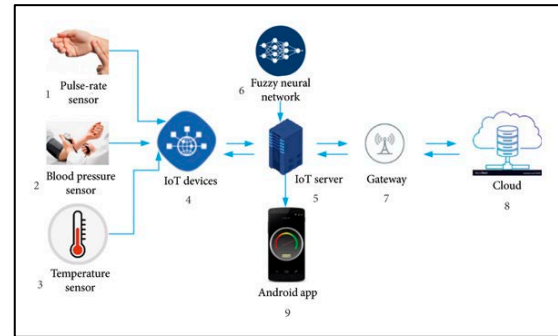 1
Pulse-rate
sensor
2
Blood pressure
sensor
3
Temperature
sensor
IoT devices
4
6
Fuzzy neural
network
IoT server
5
Gateway
7
Cloud
8
Android app
9